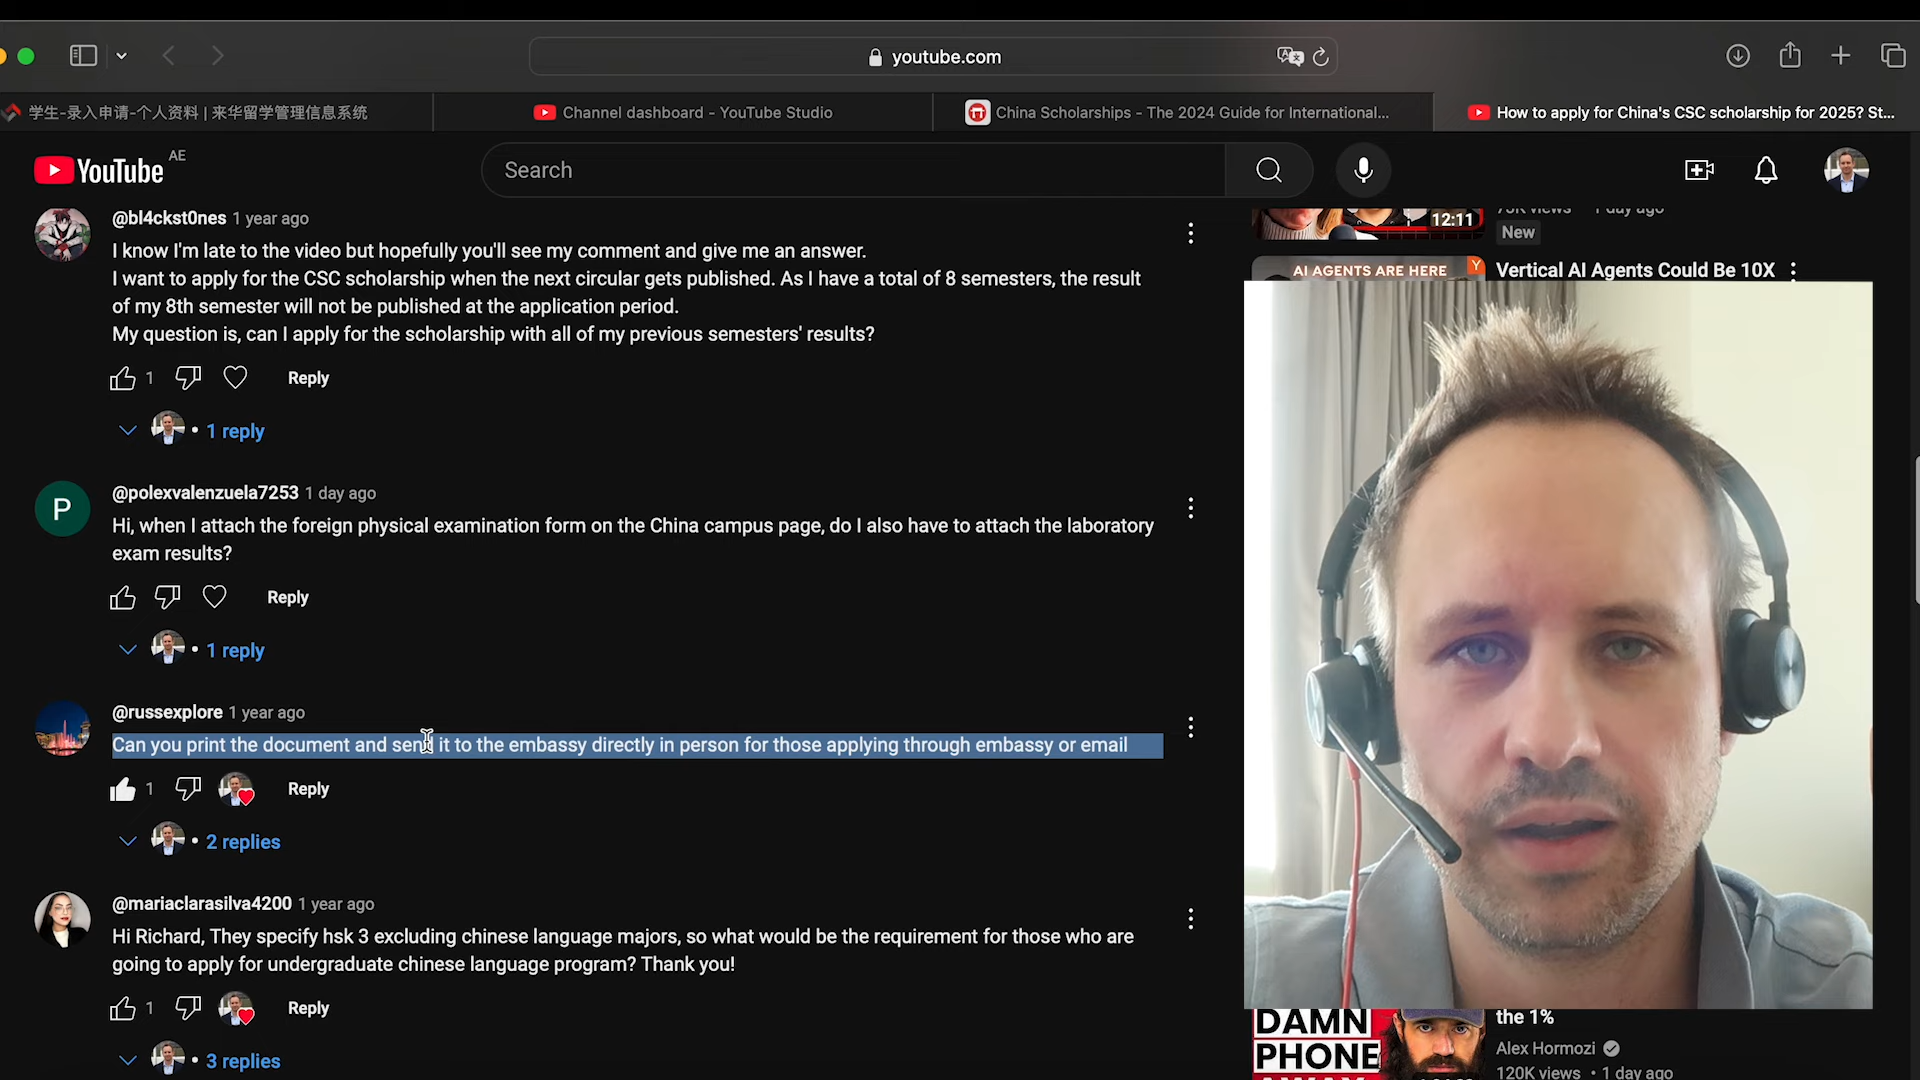 youtube.com
学生-录入申请-个人资料 | 来华留学管理信息系统
Channel dashboard - YouTube Studio
China Scholarships - The 2024 Guide for International...
How to apply for China's CSC scholarship for 2025? St...
YouTube AE
Search
@bl4ckst0nes 1 year ago
I know I'm late to the video but hopefully you'll see my comment and give me an answer.
I want to apply for the CSC scholarship when the next circular gets published. As I have a total of 8 semesters, the result
of my 8th semester will not be published at the application period.
My question is, can I apply for the scholarship with all of my previous semesters' results?
1 Reply
1 reply
P
@polexvalenzuela7253 1 day ago
Hi, when I attach the foreign physical examination form on the China campus page, do I also have to attach the laboratory
exam results?
Reply
1 reply
@russexplore 1 year ago
Can you print the document and send it to the embassy directly in person for those applying through embassy or email
1 Reply
2 replies
@mariaclarasilva4200 1 year ago
Hi Richard, They specify hsk 3 excluding chinese language majors, so what would be the requirement for those who are
going to apply for undergraduate chinese language program? Thank you!
1 Reply
3 replies
12:11
views 1 day ago
New
AI AGENTS ARE HERE
Y
Vertical AI Agents Could Be 10X
DAMN
PHONE
the 1%
Alex Hormozi
120K views • 1 day ago